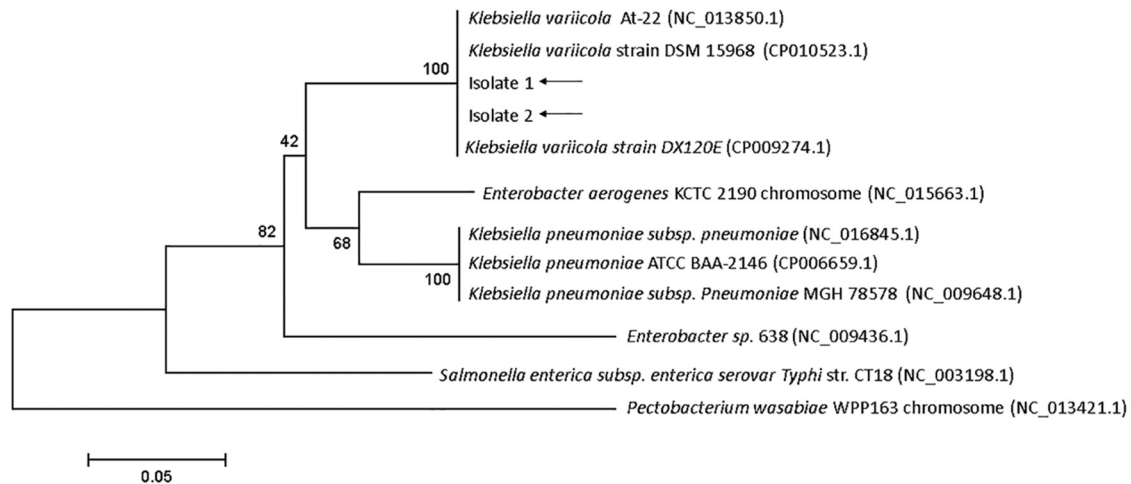 Klebsiella variicola At-22 (NC_013850.1)
Klebsiella variicola strain DSM 15968 (CP010523.1)
100
Isolate 1
Isolate 2
42
Klebsiella variicola strain DX120E (CP009274.1)
Enterobacter aerogenes KCTC 2190 chromosome (NC_015663.1)
82
68
Klebsiella pneumoniae subsp. pneumoniae (NC_016845.1)
Klebsiella pneumoniae ATCC BAA-2146 (CP006659.1)
100
Klebsiella pneumoniae subsp. Pneumoniae MGH 78578 (NC_009648.1)
Enterobacter sp. 638 (NC_009436.1)
Salmonella enterica subsp. enterica serovar Typhi str. CT18 (NC_003198.1)
Pectobacterium wasabiae WPP163 chromosome (NC_013421.1)
0.05